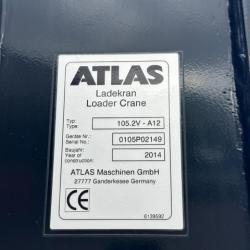 ATLAS
Ladekran
Loader Crane
Typ: 105.2V - A12
Type:
Geräte Nr.: 0105P02149
Serial No.:
Baujahr: 2014
Year of
construction:
ATLAS Maschinen GmbH
27777 Ganderkesee Germany
CE
6139592